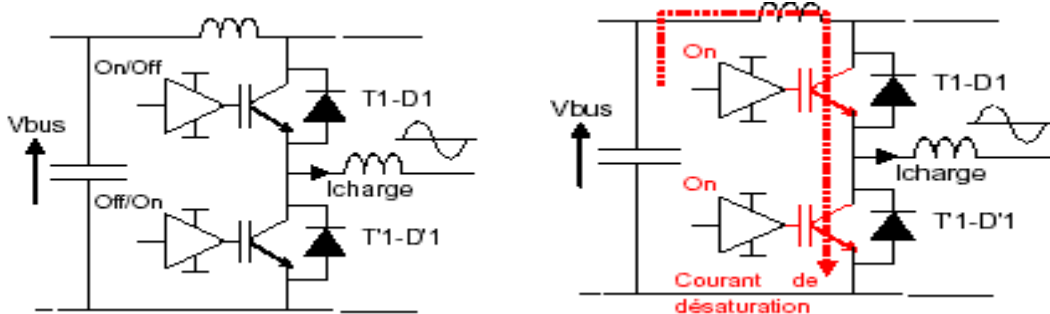 On/Off
T1-D1
Vbus
Icharge
Off/On
T'1-D'1
On
T1-D1
Vbus
Icharge
On
T'1-D'1
Courant de
désaturation